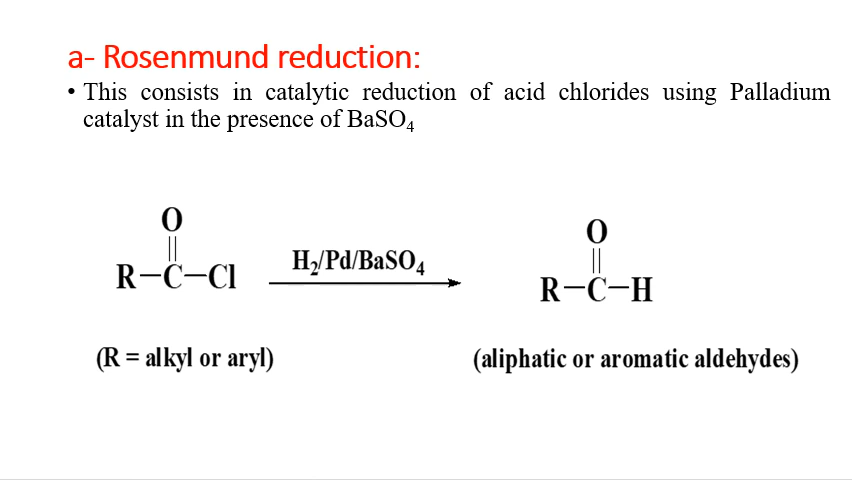 a- Rosenmund reduction:
• This consists in catalytic reduction of acid chlorides using Palladium
catalyst in the presence of BaSO₄
O
R—C—Cl
H₂/Pd/BaSO₄
O
R—C—H
(R = alkyl or aryl)
(aliphatic or aromatic aldehydes)